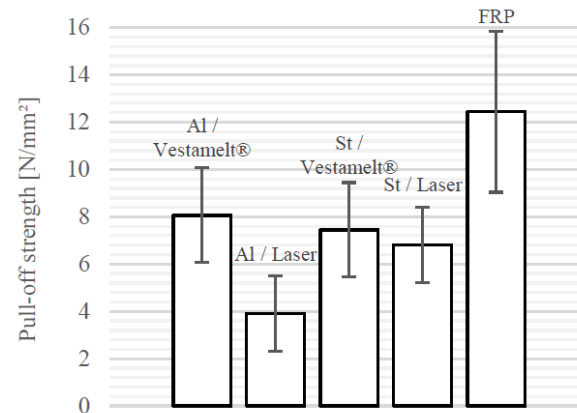 Pull-off strength [N/mm²]
16
14
12
10
8
6
4
2
0
Al /
Vestamelt®
Al / Laser
St /
Vestamelt®
St / Laser
FRP